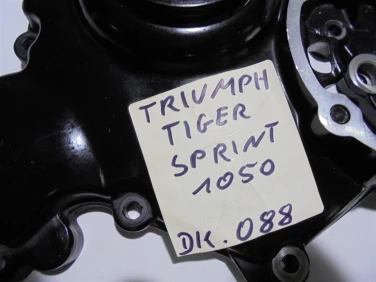 TRIUMPH
TIGER
SPRINT
1050
DK.088